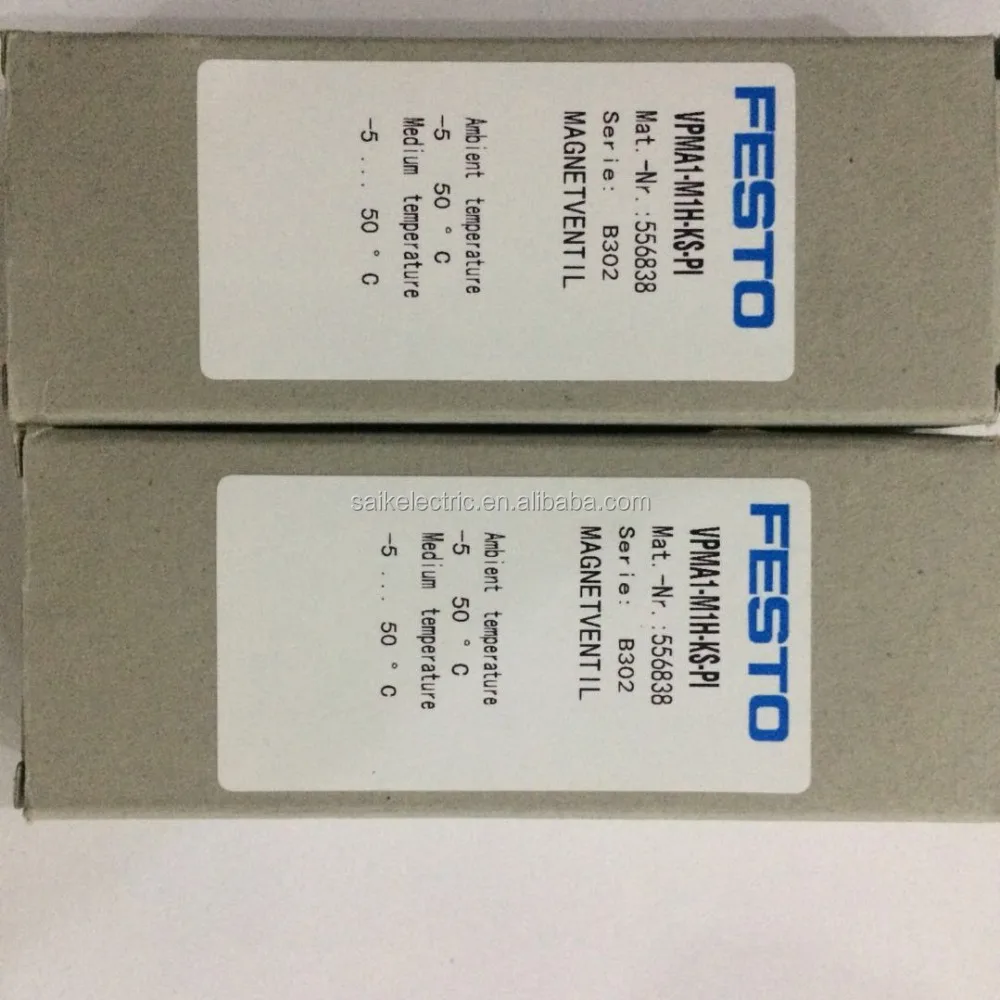 FESTO
VPMA1-M1H-KS-PI
Mat.-Nr.:556838
Serie: B302
MAGNETVENTIL
Ambient temperature
-5 50 ° C
Medium temperature
-5 ... 50 ° C
saikelectric.en.alibaba.com
FESTO
VPMA1-M1H-KS-PI
Mat.-Nr.:556838
Serie: B302
MAGNETVENTIL
Ambient temperature
-5 50 ° C
Medium temperature
-5 ... 50 ° C